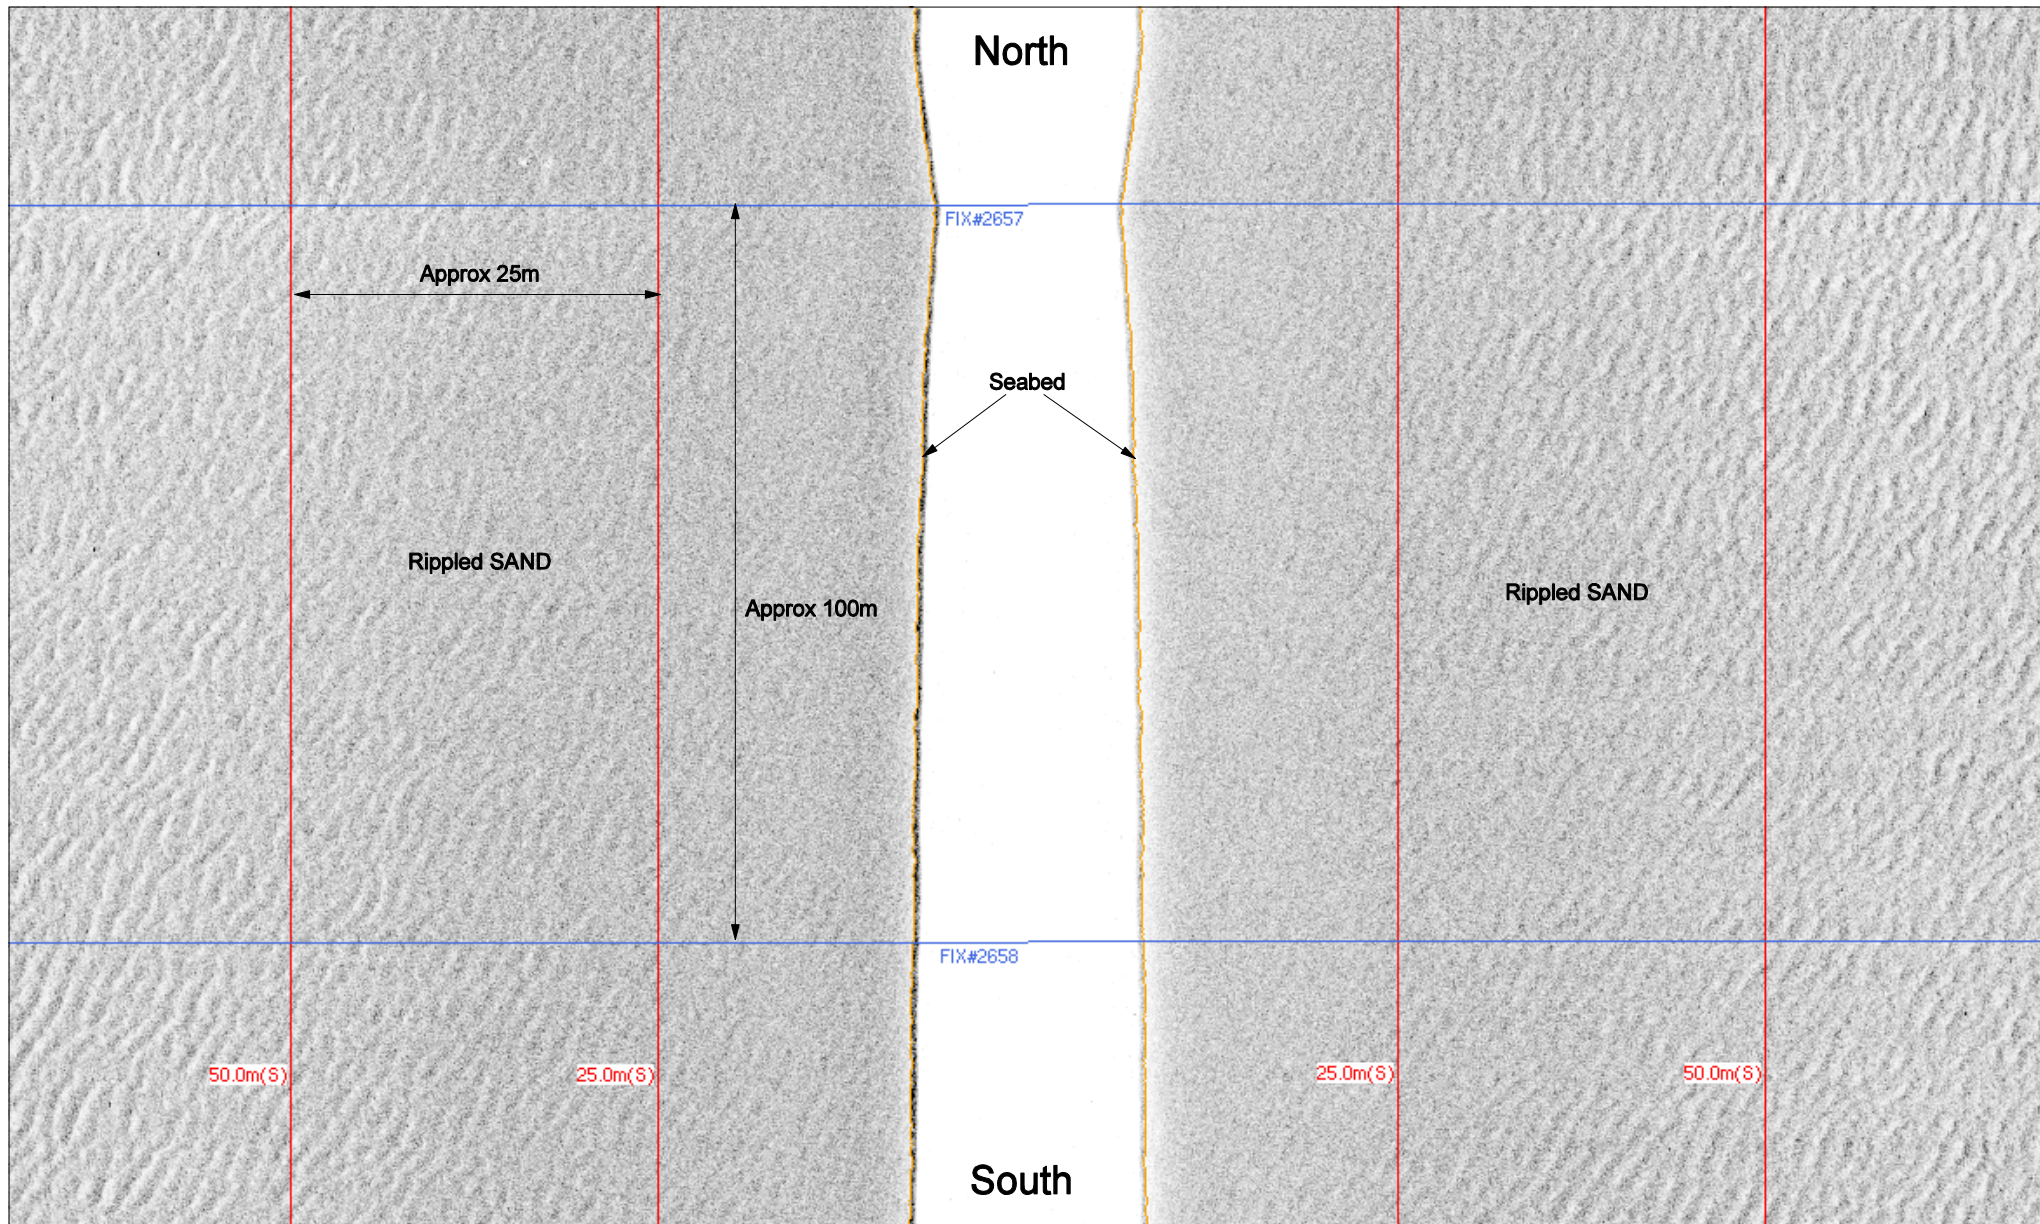 North
FIX#2657
Approx 25m
Seabed
Rippled SAND
Rippled SAND
Approx 100m
FIX#2658
50.0m(S)
25.0m(S)
25.0m(S)
50.0m(S)
South